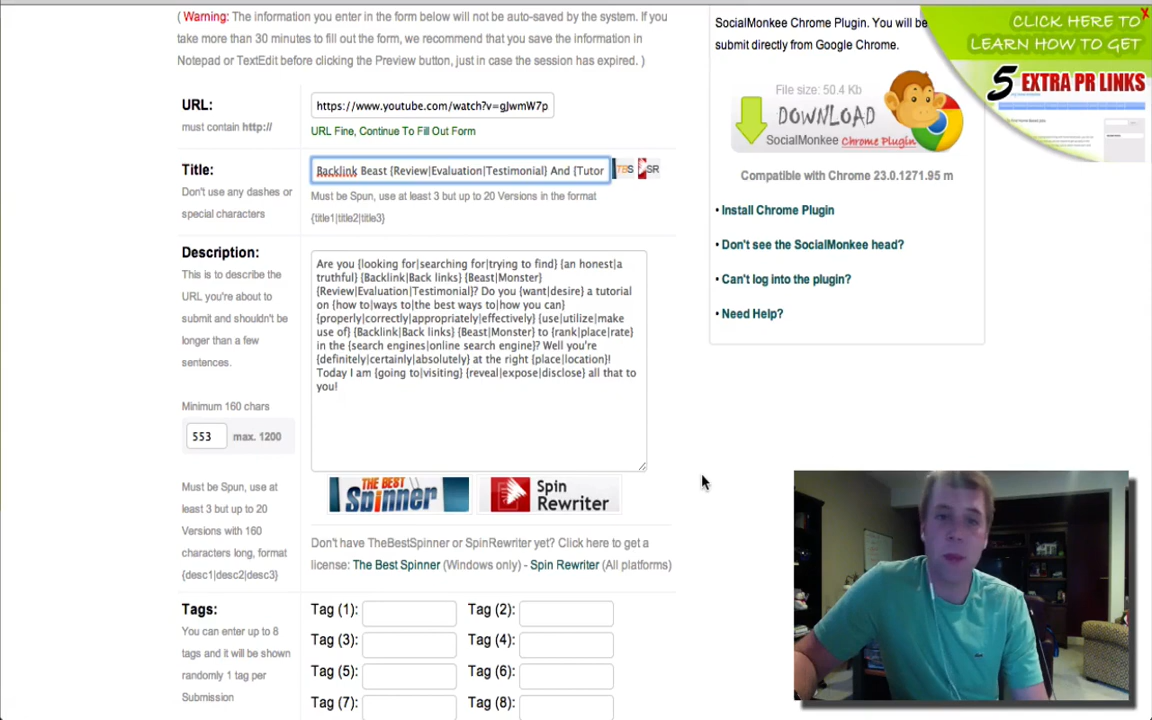 ( Warning: The information you enter in the form below will not be auto-saved by the system. If you
take more than 30 minutes to fill out the form, we recommend that you save the information in
Notepad or TextEdit before clicking the Preview button, just in case the session has expired. )
URL:
must contain http://
https://www.youtube.com/watch?v=gJwmW7p
URL Fine, Continue To Fill Out Form
Title:
Don't use any dashes or
special characters
Backlink Beast {Review|Evaluation|Testimonial} And {Tutor
TBS
SR
Must be Spun, use at least 3 but up to 20 Versions in the format
{title1|title2|title3}
Description:
This is to describe the
URL you're about to
submit and shouldn't be
longer than a few
sentences.
Minimum 160 chars
553 max. 1200
Must be Spun, use at
least 3 but up to 20
Versions with 160
characters long, format
{desc1|desc2|desc3}
Are you {looking for|searching for|trying to find} {an honest|a
truthful} {Backlink|Back links} {Beast|Monster}
{Review|Evaluation|Testimonial}? Do you {want|desire} a tutorial
on {how to|ways to|the best ways to|how you can}
{properly|correctly|appropriately|effectively} {use|utilize|make
use of} {Backlink|Back links} {Beast|Monster} to {rank|place|rate}
in the {search engines|online search engine}? Well you're
{definitely|certainly|absolutely} at the right {place|location}!
Today I am {going to|visiting} {reveal|expose|disclose} all that to
you!
THE BEST
Spinner
Spin
Rewriter
Don't have TheBestSpinner or SpinRewriter yet? Click here to get a
license: The Best Spinner (Windows only) - Spin Rewriter (All platforms)
Tags:
You can enter up to 8
tags and it will be shown
randomly 1 tag per
Submission
Tag (1): Tag (2):
Tag (3): Tag (4):
Tag (5): Tag (6):
Tag (7): Tag (8):
SocialMonkee Chrome Plugin. You will be
submit directly from Google Chrome.
File size: 50.4 Kb
DOWNLOAD
SocialMonkee Chrome Plugin
Compatible with Chrome 23.0.1271.95 m
• Install Chrome Plugin
• Don't see the SocialMonkee head?
• Can't log into the plugin?
• Need Help?
X
CLICK HERE TO
LEARN HOW TO GET
5 EXTRA PR LINKS